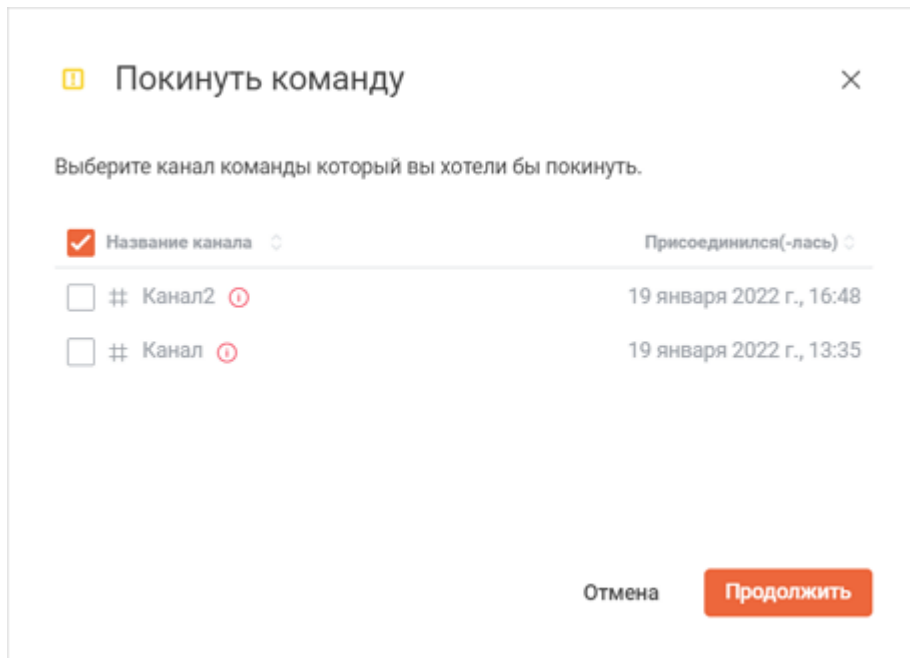 Покинуть команду
Выберите канал команды который вы хотели бы покинуть.
Название канала Присоединился(-лась)
Канал2 19 января 2022 г., 16:48
Канал 19 января 2022 г., 13:35
Отмена Продолжить